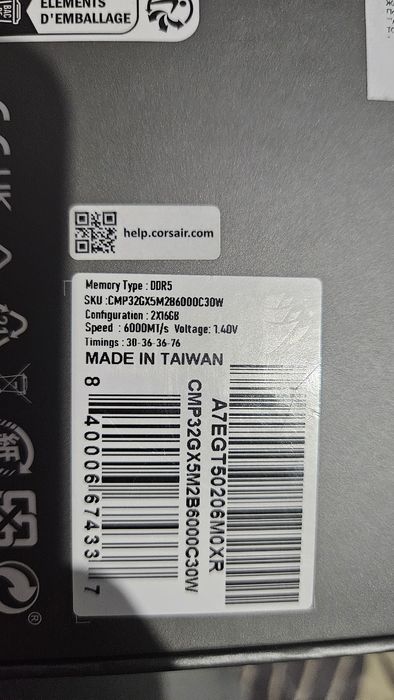 ÉLÉMENTS
D'EMBALLAGE
BAC
help.corsair.com
Memory Type : DDR5
SKU :CMP32GX5M2B6000C30W
Configuration : 2X16GB
Speed : 6000MT/s Voltage: 1.40V
Timings : 30-36-36-76
MADE IN TAIWAN
A7EGT50206M0XR
CMP32GX5M2B6000C30W
8 40006 67433 7